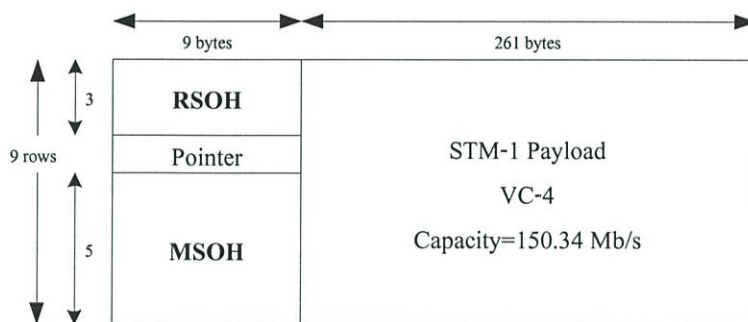 9 bytes
261 bytes
3
RSOH
9 rows
Pointer
STM-1 Payload
VC-4
Capacity=150.34 Mb/s
5
MSOH